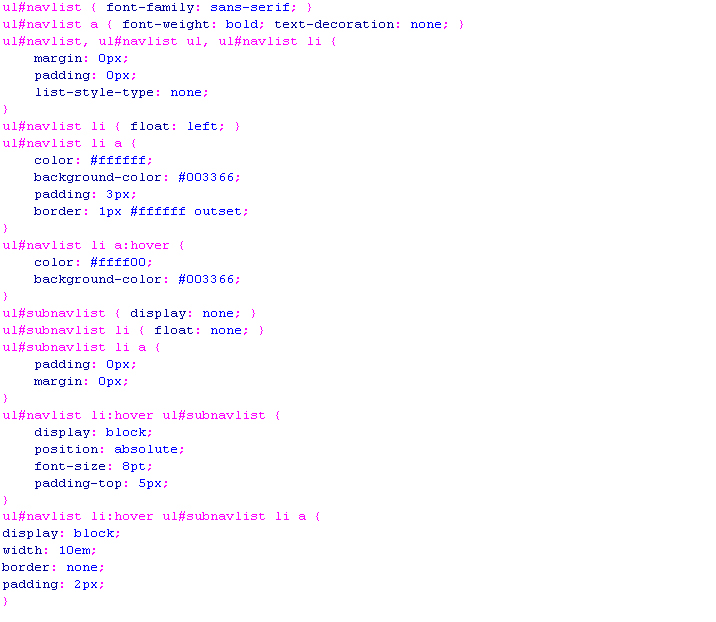 ul#navlist { font-family: sans-serif; }
ul#navlist a { font-weight: bold; text-decoration: none; }
ul#navlist, ul#navlist ul, ul#navlist li {
    margin: 0px;
    padding: 0px;
    list-style-type: none;
}
ul#navlist li { float: left; }
ul#navlist li a {
    color: #ffffff;
    background-color: #003366;
    padding: 3px;
    border: 1px #ffffff outset;
}
ul#navlist li a:hover {
    color: #ffff00;
    background-color: #003366;
}
ul#subnavlist { display: none; }
ul#subnavlist li { float: none; }
ul#subnavlist li a {
    padding: 0px;
    margin: 0px;
}
ul#navlist li:hover ul#subnavlist {
    display: block;
    position: absolute;
    font-size: 8pt;
    padding-top: 5px;
}
ul#navlist li:hover ul#subnavlist li a {
display: block;
width: 10em;
border: none;
padding: 2px;
}